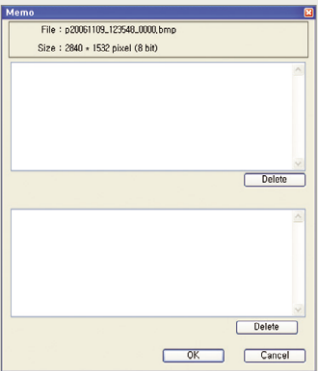 Memo
File : p20061109_123548_0000.bmp
Size : 2840 * 1532 pixel (8 bit)
Delete
Delete
OK
Cancel